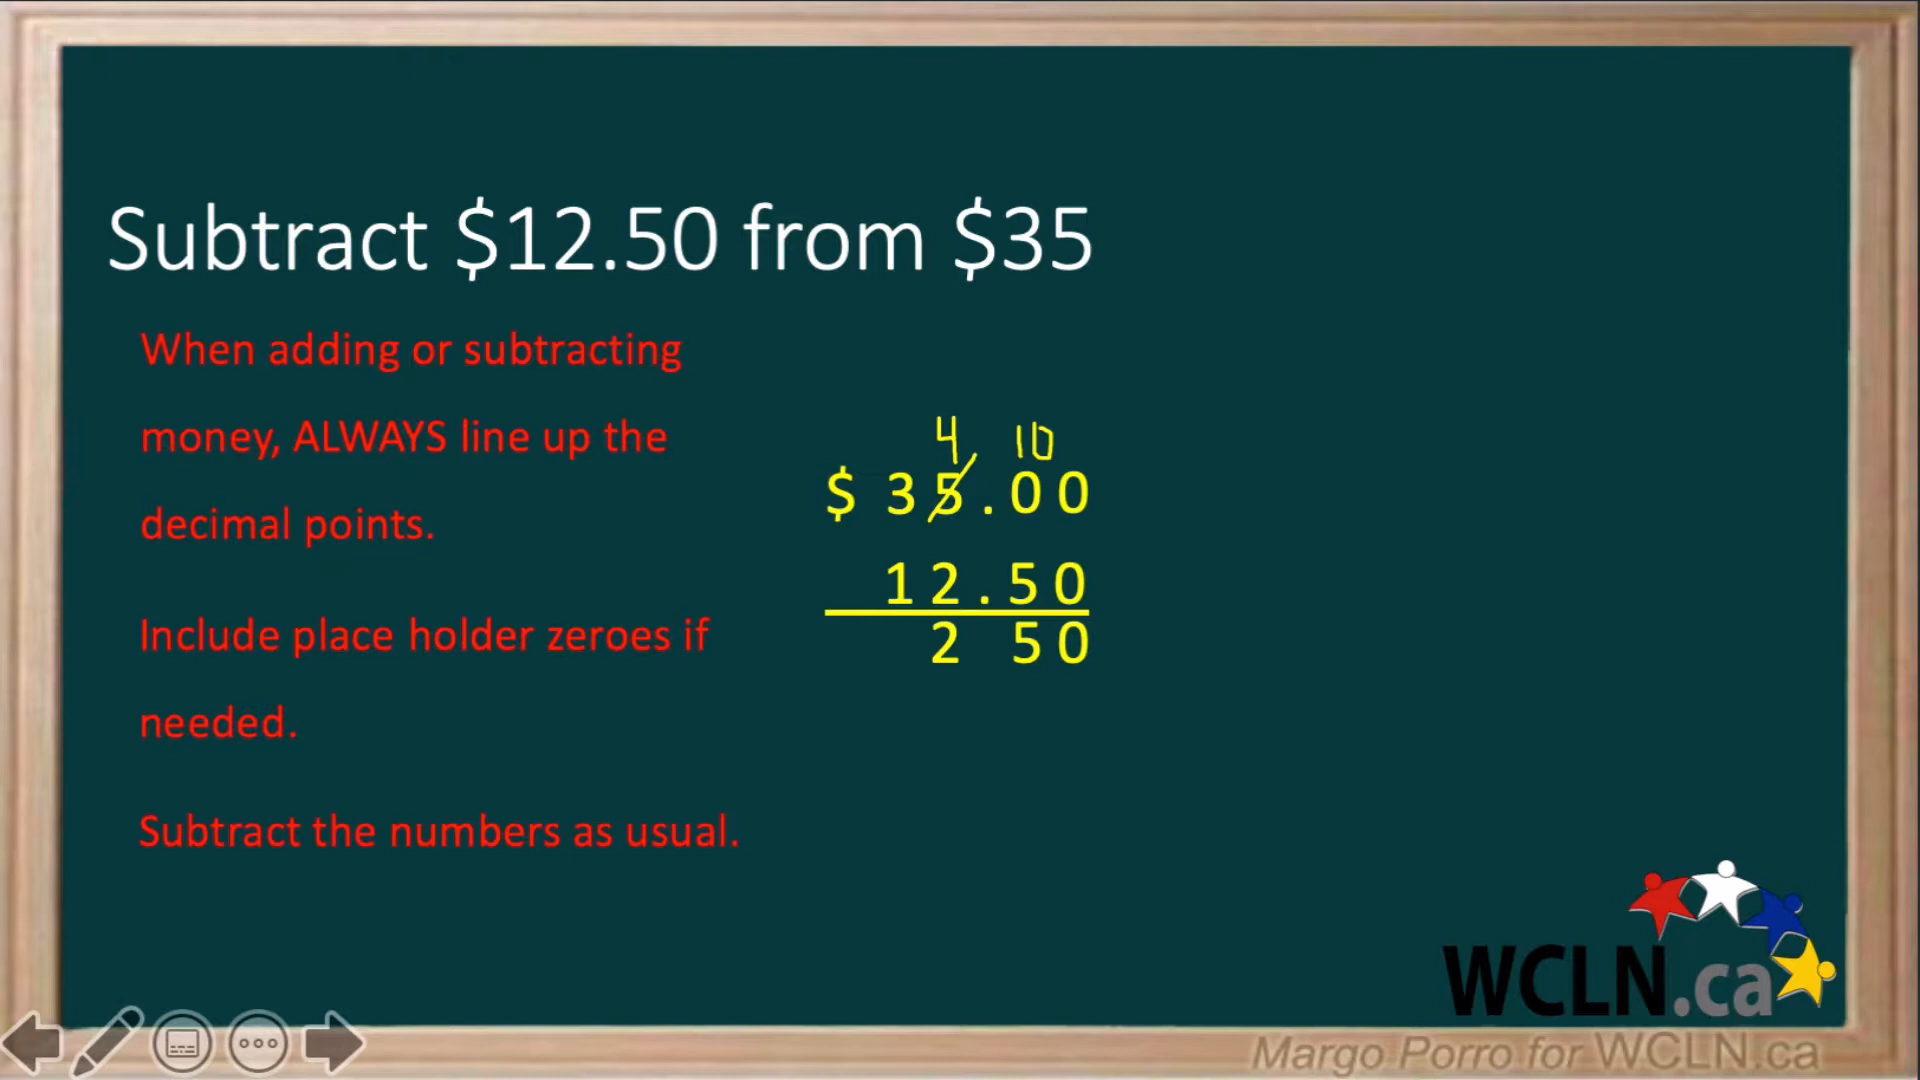 Subtract $12.50 from $35
When adding or subtracting
money, ALWAYS line up the
decimal points.
Include place holder zeroes if
needed.
Subtract the numbers as usual.
4 10
$ 35.00
12.50
2 50
WCLN.ca
Margo Porro for WCLN.ca